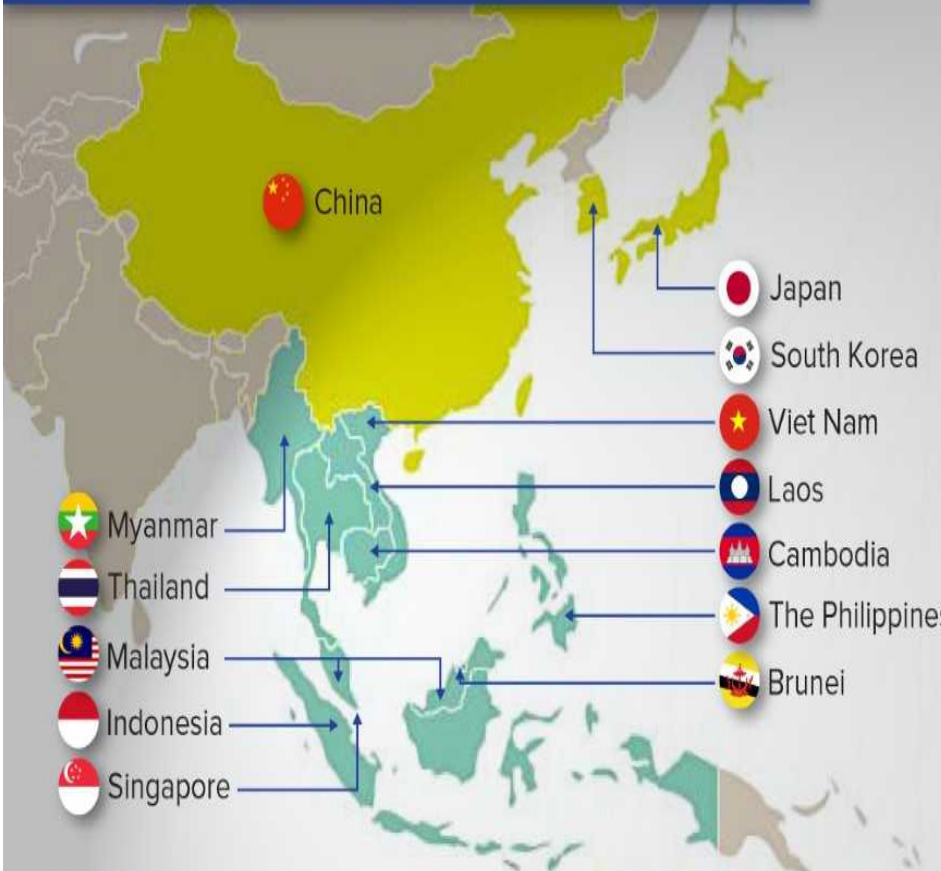 China
Japan
South Korea
Viet Nam
Laos
Cambodia
The Philippines
Brunei
Myanmar
Thailand
Malaysia
Indonesia
Singapore